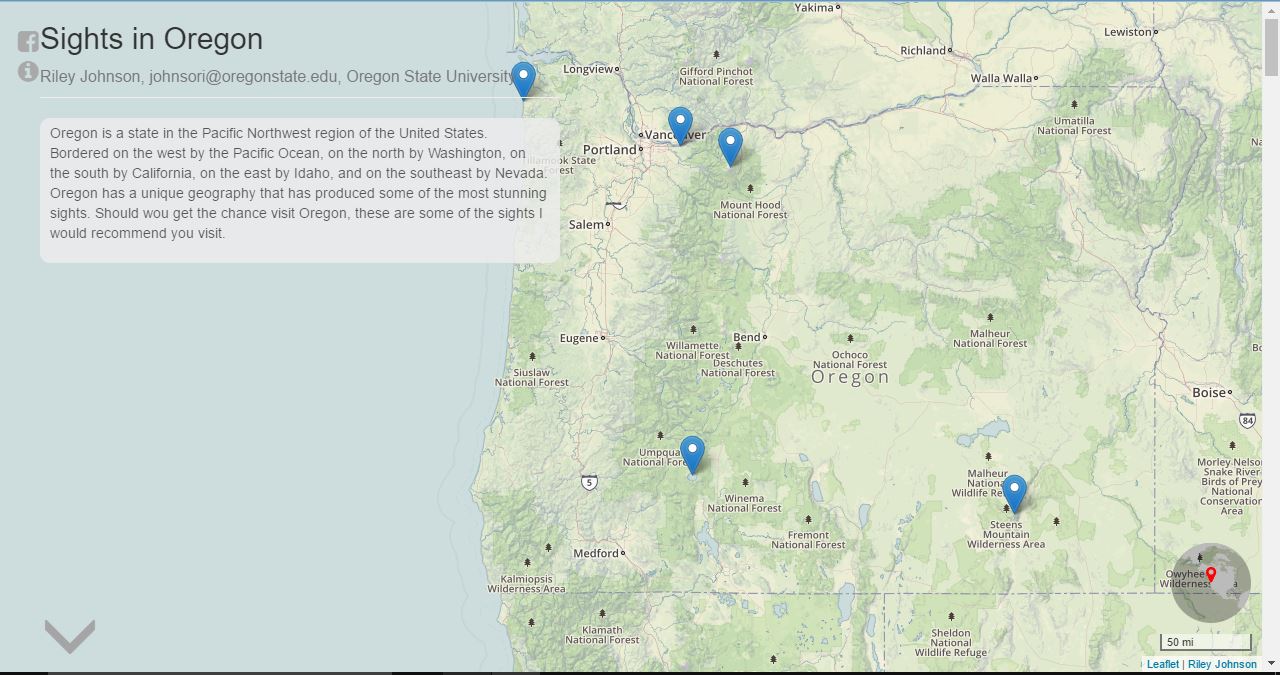 Sights in Oregon
Riley Johnson, johnsori@oregonstate.edu, Oregon State University
Oregon is a state in the Pacific Northwest region of the United States.
Bordered on the west by the Pacific Ocean, on the north by Washington, on
the south by California, on the east by Idaho, and on the southeast by Nevada.
Oregon has a unique geography that has produced some of the most stunning
sights. Should wou get the chance visit Oregon, these are some of the sights I
would recommend you visit.
Yakima
Lewiston
Richland
Longview
Gifford Pinchot
National Forest
Walla Walla
Umatilla
National Forest
Vancouver
Portland
State
Mount Hood
National Forest
Salem
Eugene
Willamette
National Forest
Bend
Deschutes
National Forest
Ochoco
National Forest
Malheur
National Forest
Oregon
Siuslaw
National Forest
Boise
84
Umpqua
National
5
Winema
National Forest
Malheur
National
Wildlife
Morley Nelson
Snake River
Birds of Prey
National
Conservation
Area
Steens
Mountain
Wilderness Area
Fremont
National Forest
Medford
Kalmiopsis
Wilderness Area
Owyhee
Klamath
National Forest
Sheldon
National
Wildlife Refuge
50 mi
Leaflet | Riley Johnson